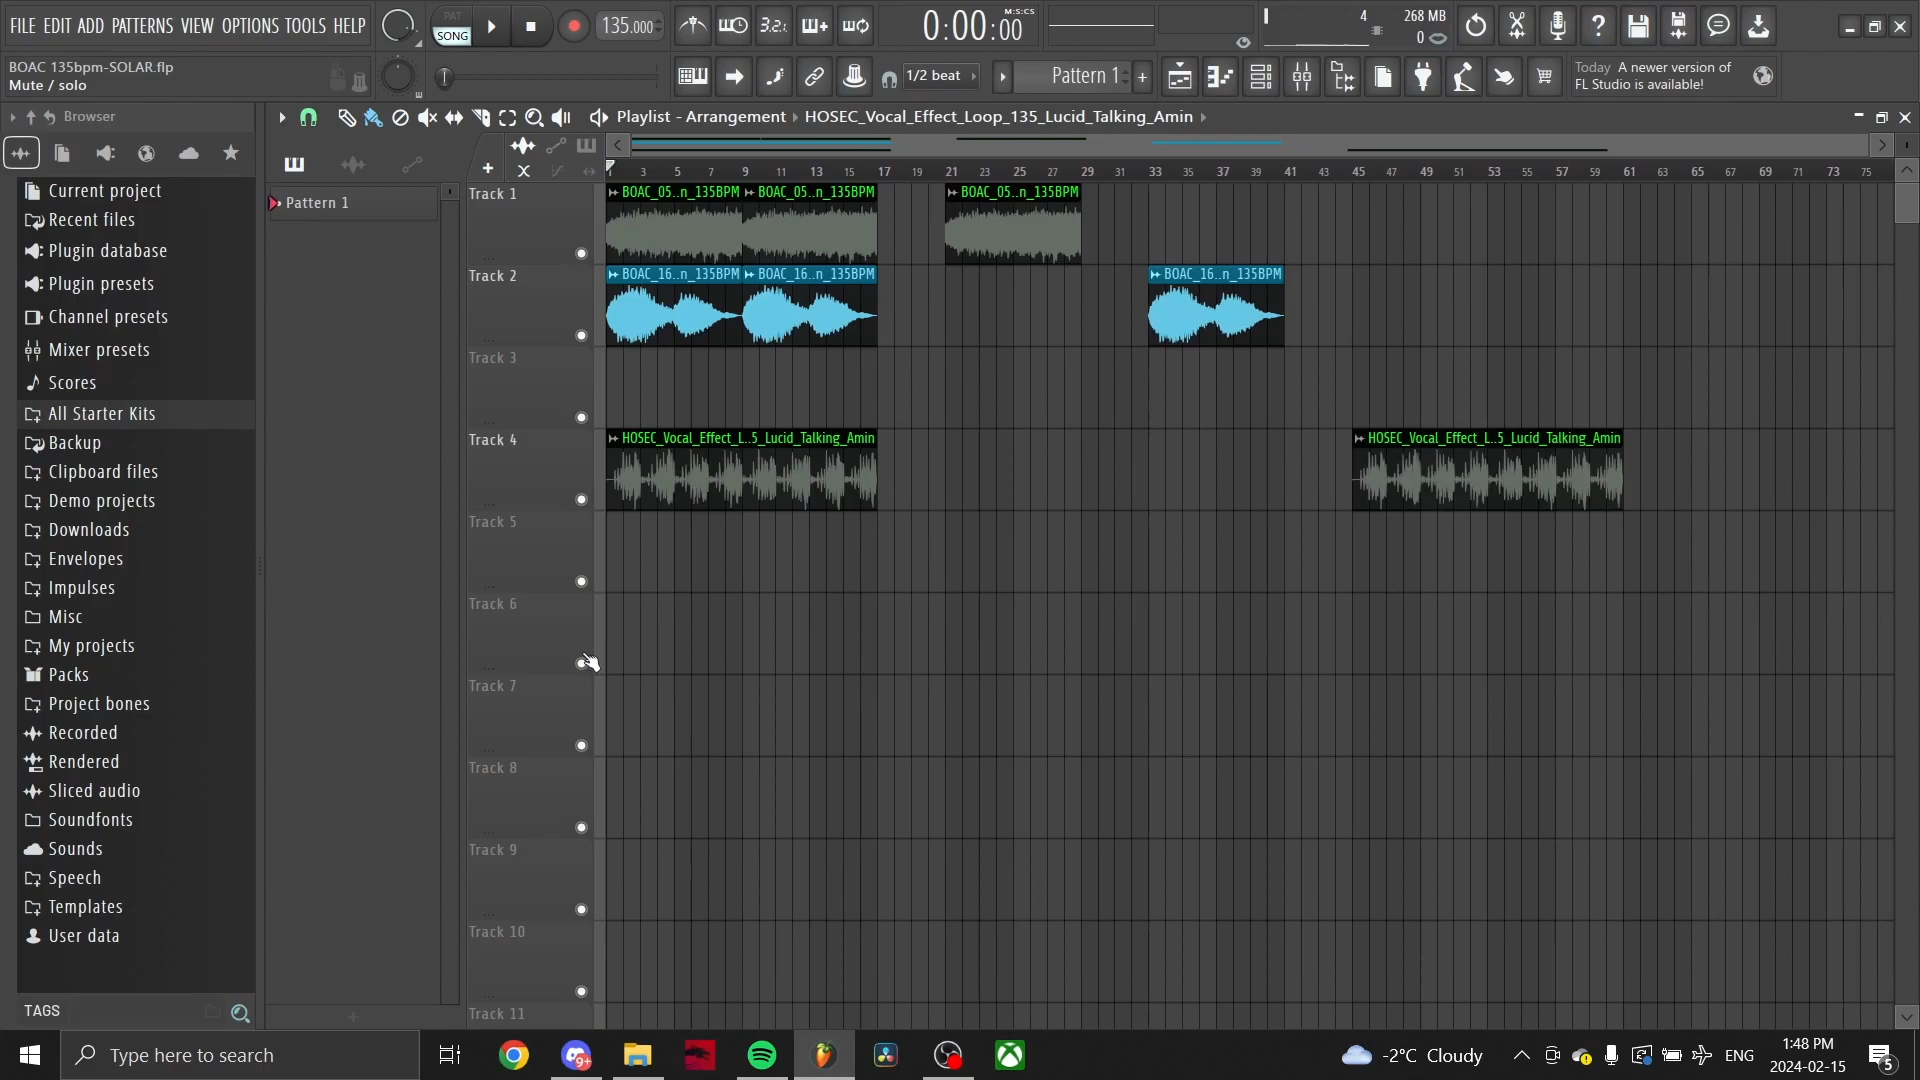 FILE EDIT ADD PATTERNS VIEW OPTIONS TOOLS HELP
PAT
SONG
135.000
3.2.
0:00:00
M:S:CS
4
268 MB
0
BOAC 135bpm-SOLAR.flp
Mute / solo
1/2 beat
Pattern 1
Today A newer version of
FL Studio is available!
Browser
Playlist - Arrangement › HOSEC_Vocal_Effect_Loop_135_Lucid_Talking_Amin
1 3 5 7 9 11 13 15 17 19 21 23 25 27 29 31 33 35 37 39 41 43 45 47 49 51 53 55 57 59 61 63 65 67 69 71 73 75
Current project
Recent files
Plugin database
Plugin presets
Channel presets
Mixer presets
Scores
All Starter Kits
Backup
Clipboard files
Demo projects
Downloads
Envelopes
Impulses
Misc
My projects
Packs
Project bones
Recorded
Rendered
Sliced audio
Soundfonts
Sounds
Speech
Templates
User data
TAGS
Pattern 1
Track 1
BOAC_05..n_135BPM
BOAC_05..n_135BPM
BOAC_05..n_135BPM
Track 2
BOAC_16..n_135BPM
BOAC_16..n_135BPM
BOAC_16..n_135BPM
Track 3
Track 4
HOSEC_Vocal_Effect_L..5_Lucid_Talking_Amin
HOSEC_Vocal_Effect_L..5_Lucid_Talking_Amin
Track 5
Track 6
Track 7
Track 8
Track 9
Track 10
Track 11
Type here to search
9+
-2°C Cloudy
ENG
1:48 PM
2024-02-15
5